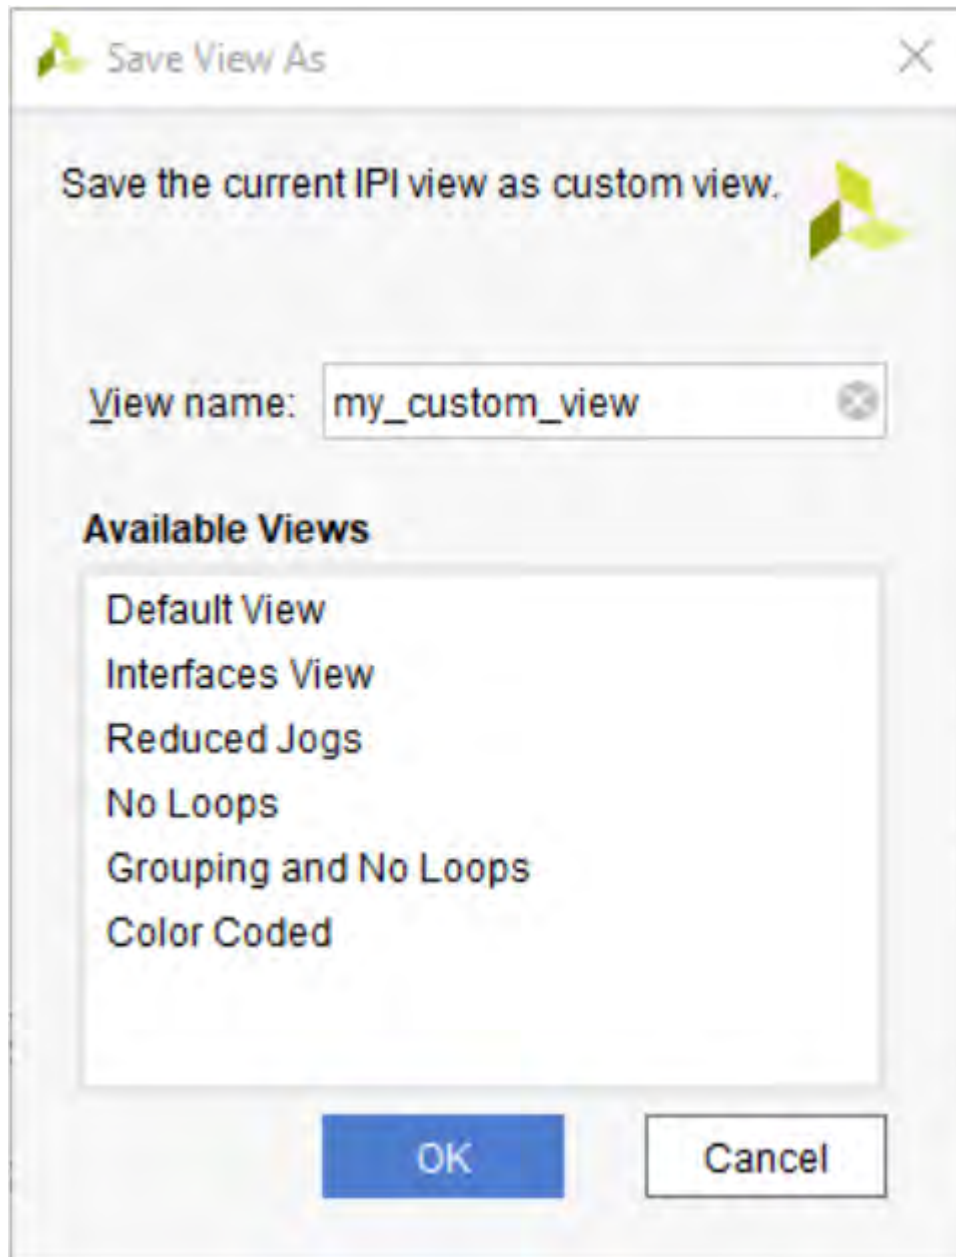 Save View As
Save the current IPI view as custom view.
View name: my_custom_view
Available Views
Default View
Interfaces View
Reduced Jogs
No Loops
Grouping and No Loops
Color Coded
OK Cancel